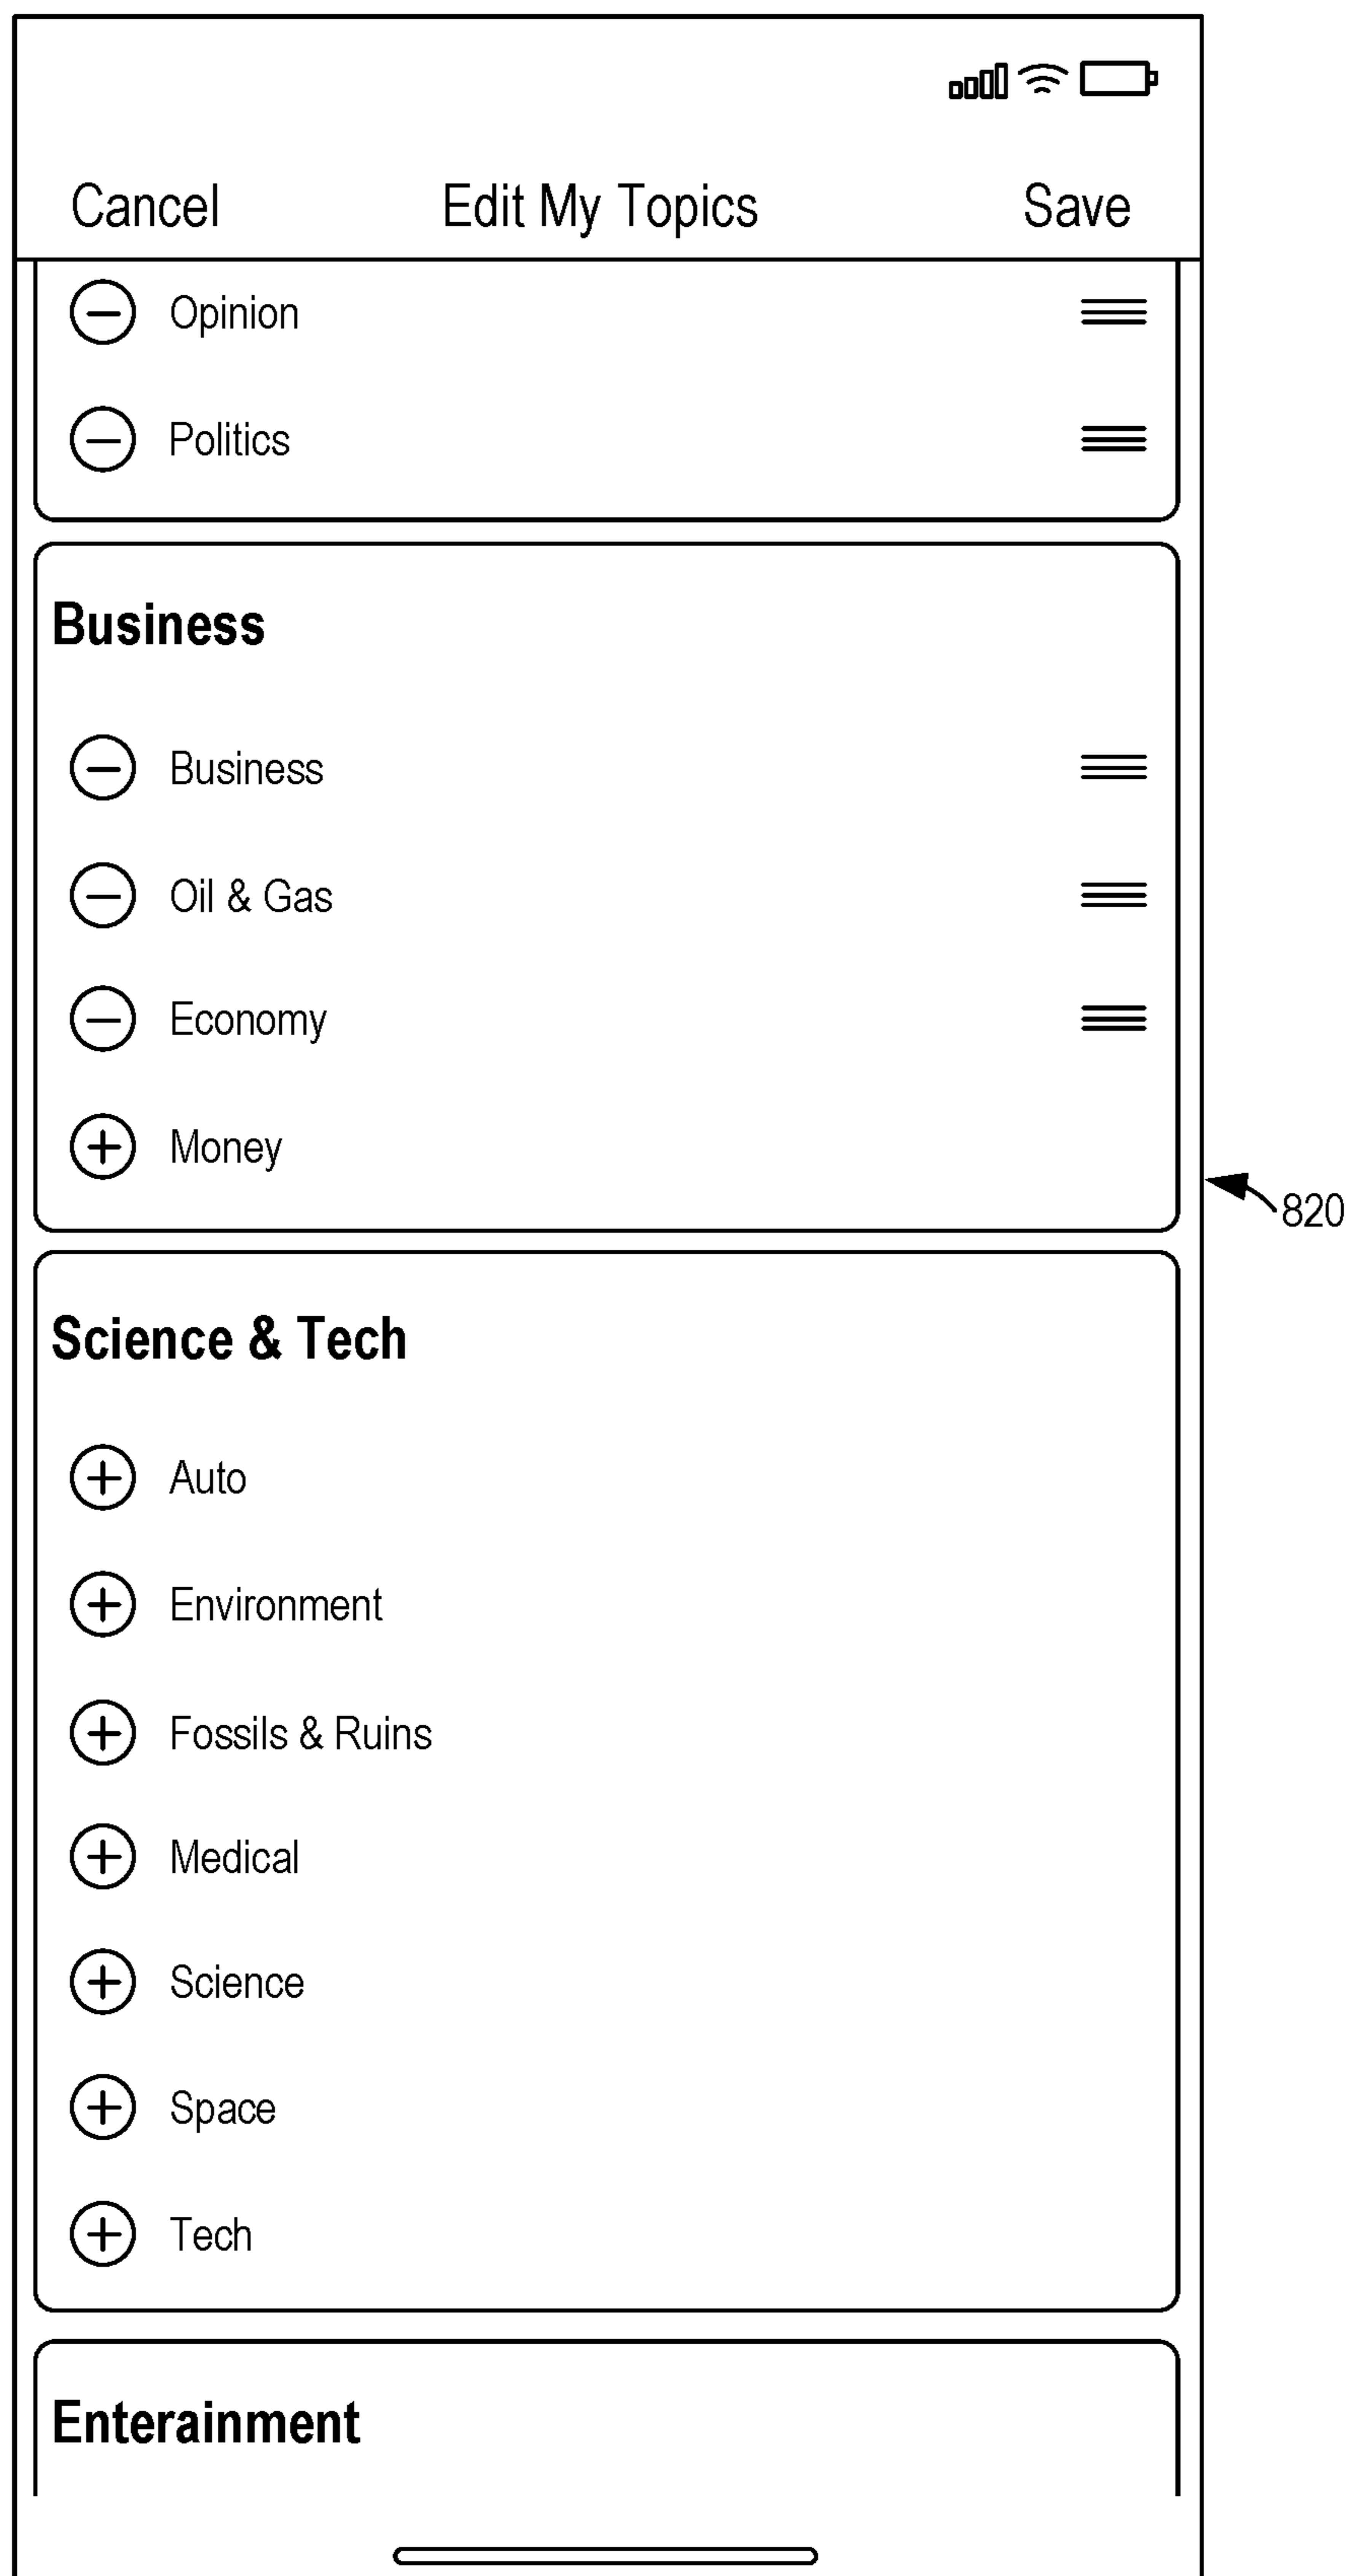 Cancel Edit My Topics Save
Opinion
Politics
Business
Business
Oil & Gas
Economy
Money
820
Science & Tech
Auto
Environment
Fossils & Ruins
Medical
Science
Space
Tech
Enterainment